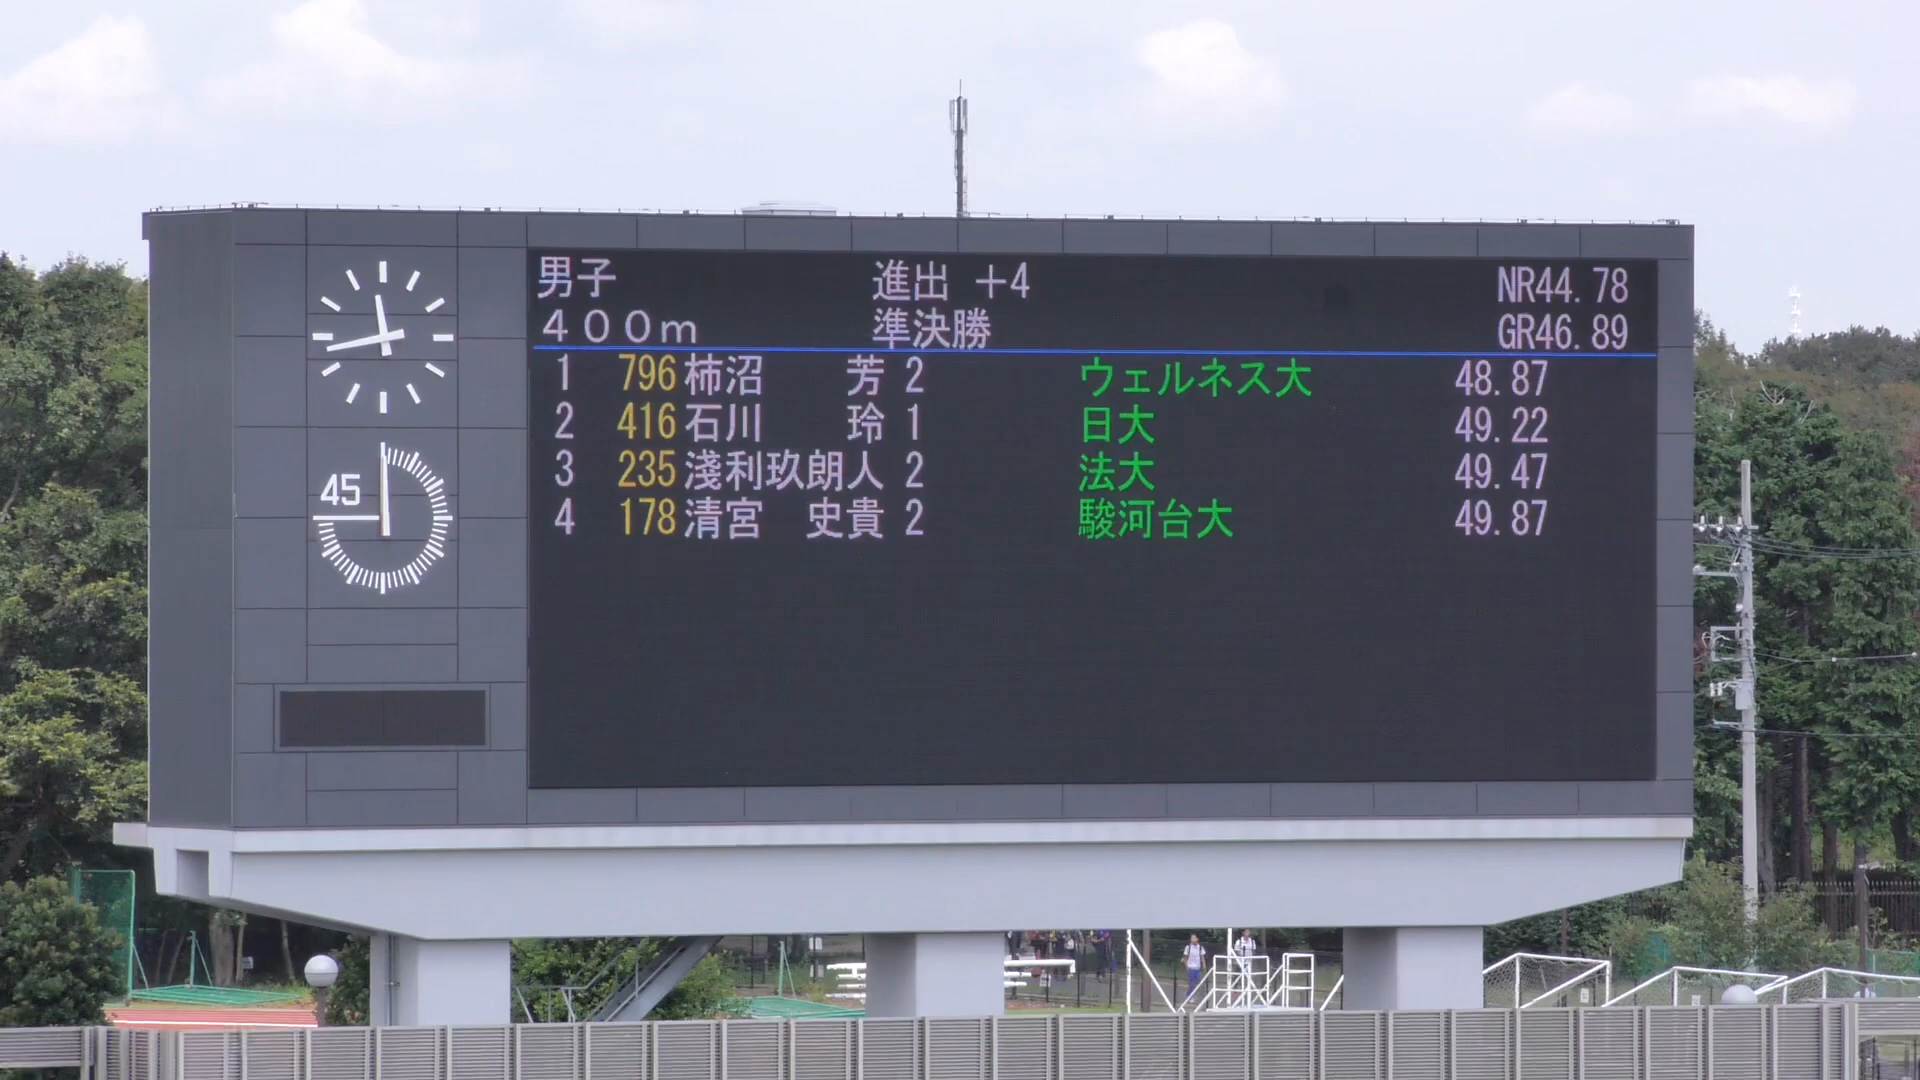 男子 進出 +4 NR44.78
400m 準決勝 GR46.89
1 796 柿沼 芳 2 ウェルネス大 48.87
2 416 石川 玲 1 日大 49.22
3 235 淺利玖朗人 2 法大 49.47
4 178 清宮 史貴 2 駿河台大 49.87
45